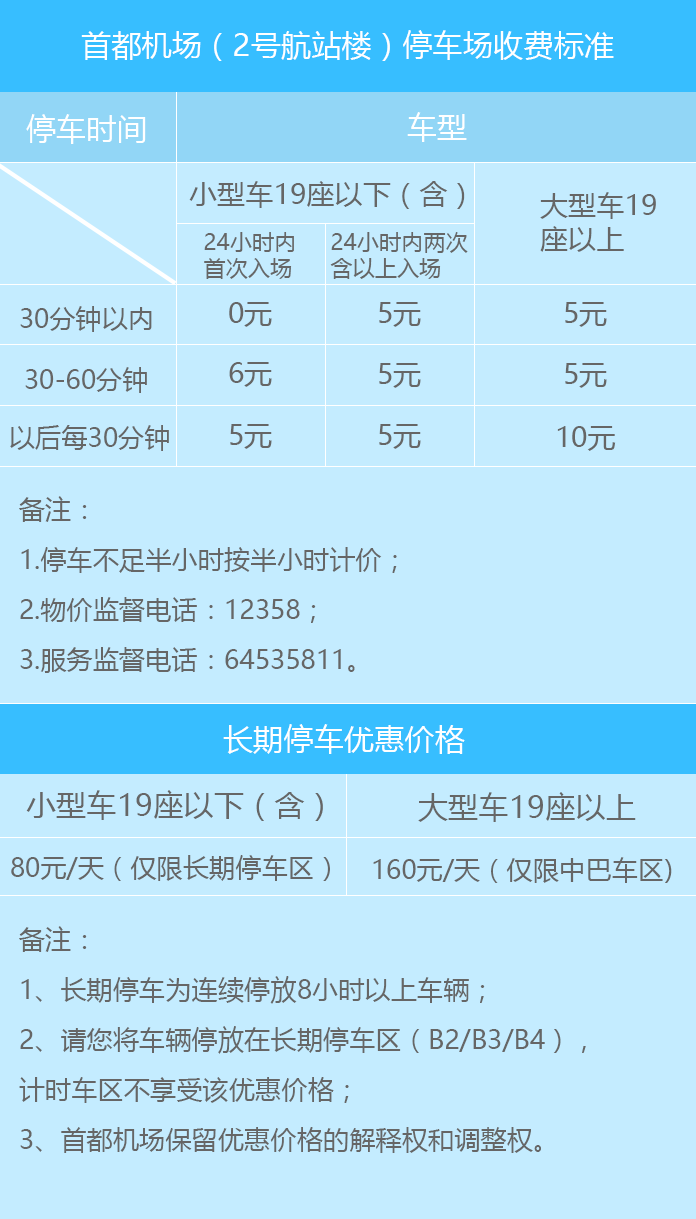 首都机场（2号航站楼）停车场收费标准
停车时间
车型
小型车19座以下（含）
大型车19
座以上
24小时内
首次入场
24小时内两次
含以上入场
30分钟以内
0元
5元
5元
30-60分钟
6元
5元
5元
以后每30分钟
5元
5元
10元
备注：
1.停车不足半小时按半小时计价；
2.物价监督电话：12358；
3.服务监督电话：64535811。
长期停车优惠价格
小型车19座以下（含）
大型车19座以上
80元/天（仅限长期停车区）
160元/天（仅限中巴车区)
备注：
1、长期停车为连续停放8小时以上车辆；
2、请您将车辆停放在长期停车区（B2/B3/B4），
计时车区不享受该优惠价格；
3、首都机场保留优惠价格的解释权和调整权。